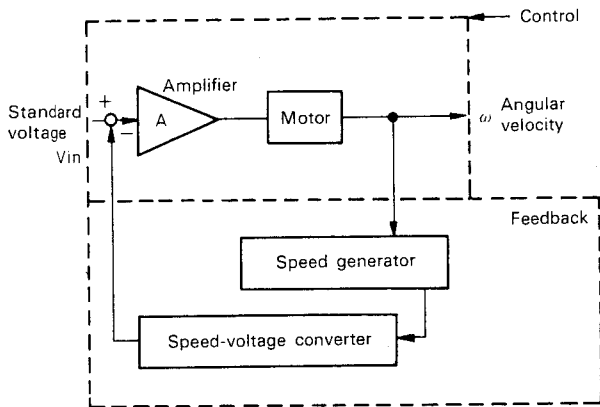 Control
Amplifier
+
Standard
voltage
Vin
−
A
Motor
ω
Angular
velocity
Feedback
Speed generator
Speed-voltage converter